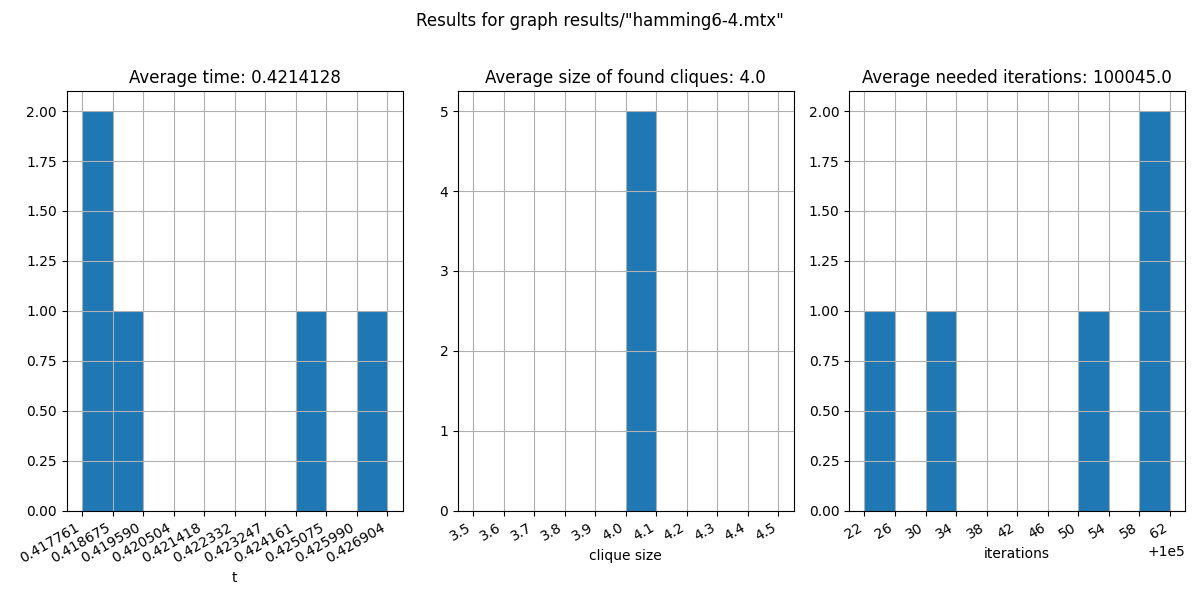 Results for graph results/"hamming6-4.mtx"
Average time: 0.4214128
2.00
1.75
1.50
1.25
1.00
0.75
0.50
0.25
0.00
0.417761 0.418675 0.419590 0.420504 0.421418 0.422332 0.423247 0.424161 0.425075 0.425990 0.426904
t
Average size of found cliques: 4.0
5
4
3
2
1
0
3.5 3.6 3.7 3.8 3.9 4.0 4.1 4.2 4.3 4.4 4.5
clique size
Average needed iterations: 100045.0
2.00
1.75
1.50
1.25
1.00
0.75
0.50
0.25
0.00
22 26 30 34 38 42 46 50 54 58 62
+1e5
iterations